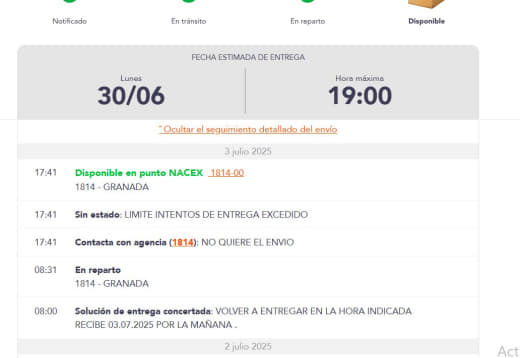 Notificado En tránsito En reparto Disponible
FECHA ESTIMADA DE ENTREGA
Lunes Hora máxima
30/06 19:00
ˆOcultar el seguimiento detallado del envío
3 julio 2025
17:41 Disponible en punto NACEX 1814-00
1814 - GRANADA
17:41 Sin estado: LIMITE INTENTOS DE ENTREGA EXCEDIDO
17:41 Contacta con agencia (1814): NO QUIERE EL ENVIO
08:31 En reparto
1814 - GRANADA
08:00 Solución de entrega concertada: VOLVER A ENTREGAR EN LA HORA INDICADA
RECIBE 03.07.2025 POR LA MAÑANA .
2 julio 2025
Act